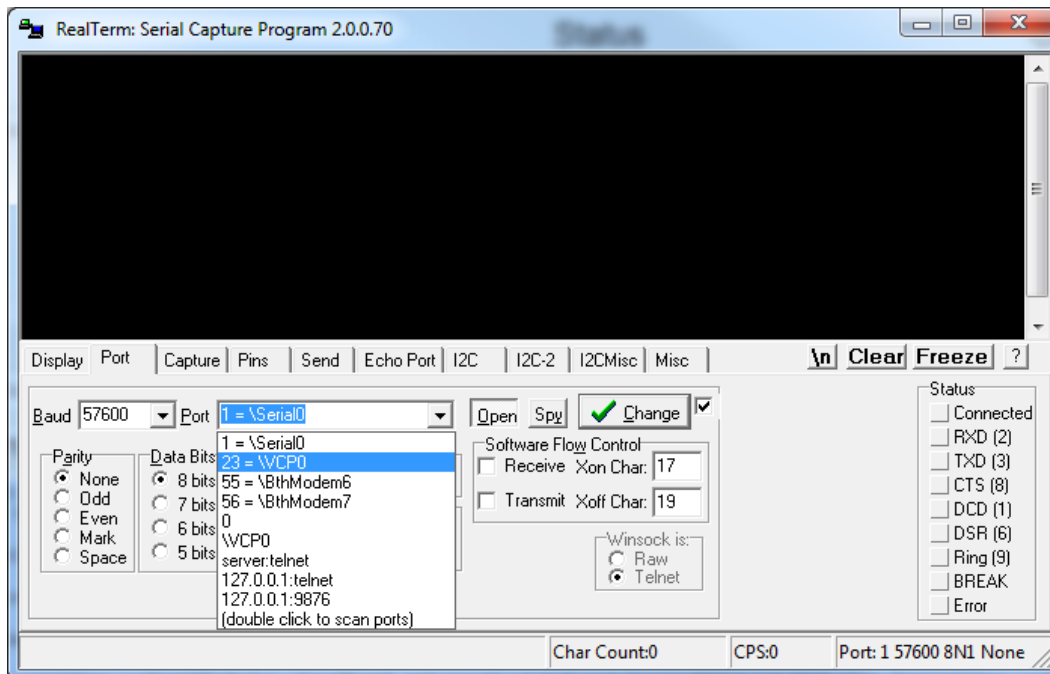 RealTerm: Serial Capture Program 2.0.0.70
Status
Display Port Capture Pins Send Echo Port I2C I2C-2 I2CMisc Misc \n Clear Freeze ?
Baud 57600 Port 1 = \Serial0 Open Spy Change
1 = \Serial0
23 = \VCP0
55 = \BthModem6
56 = \BthModem7
0
\VCP0
server:telnet
127.0.0.1:telnet
127.0.0.1:9876
(double click to scan ports)
Parity
None
Odd
Even
Mark
Space
Data Bits
8 bits
7 bits
6 bits
5 bits
Software Flow Control
Receive Xon Char: 17
Transmit Xoff Char: 19
Winsock is:
Raw
Telnet
Status
Connected
RXD (2)
TXD (3)
CTS (8)
DCD (1)
DSR (6)
Ring (9)
BREAK
Error
Char Count:0 CPS:0 Port: 1 57600 8N1 None